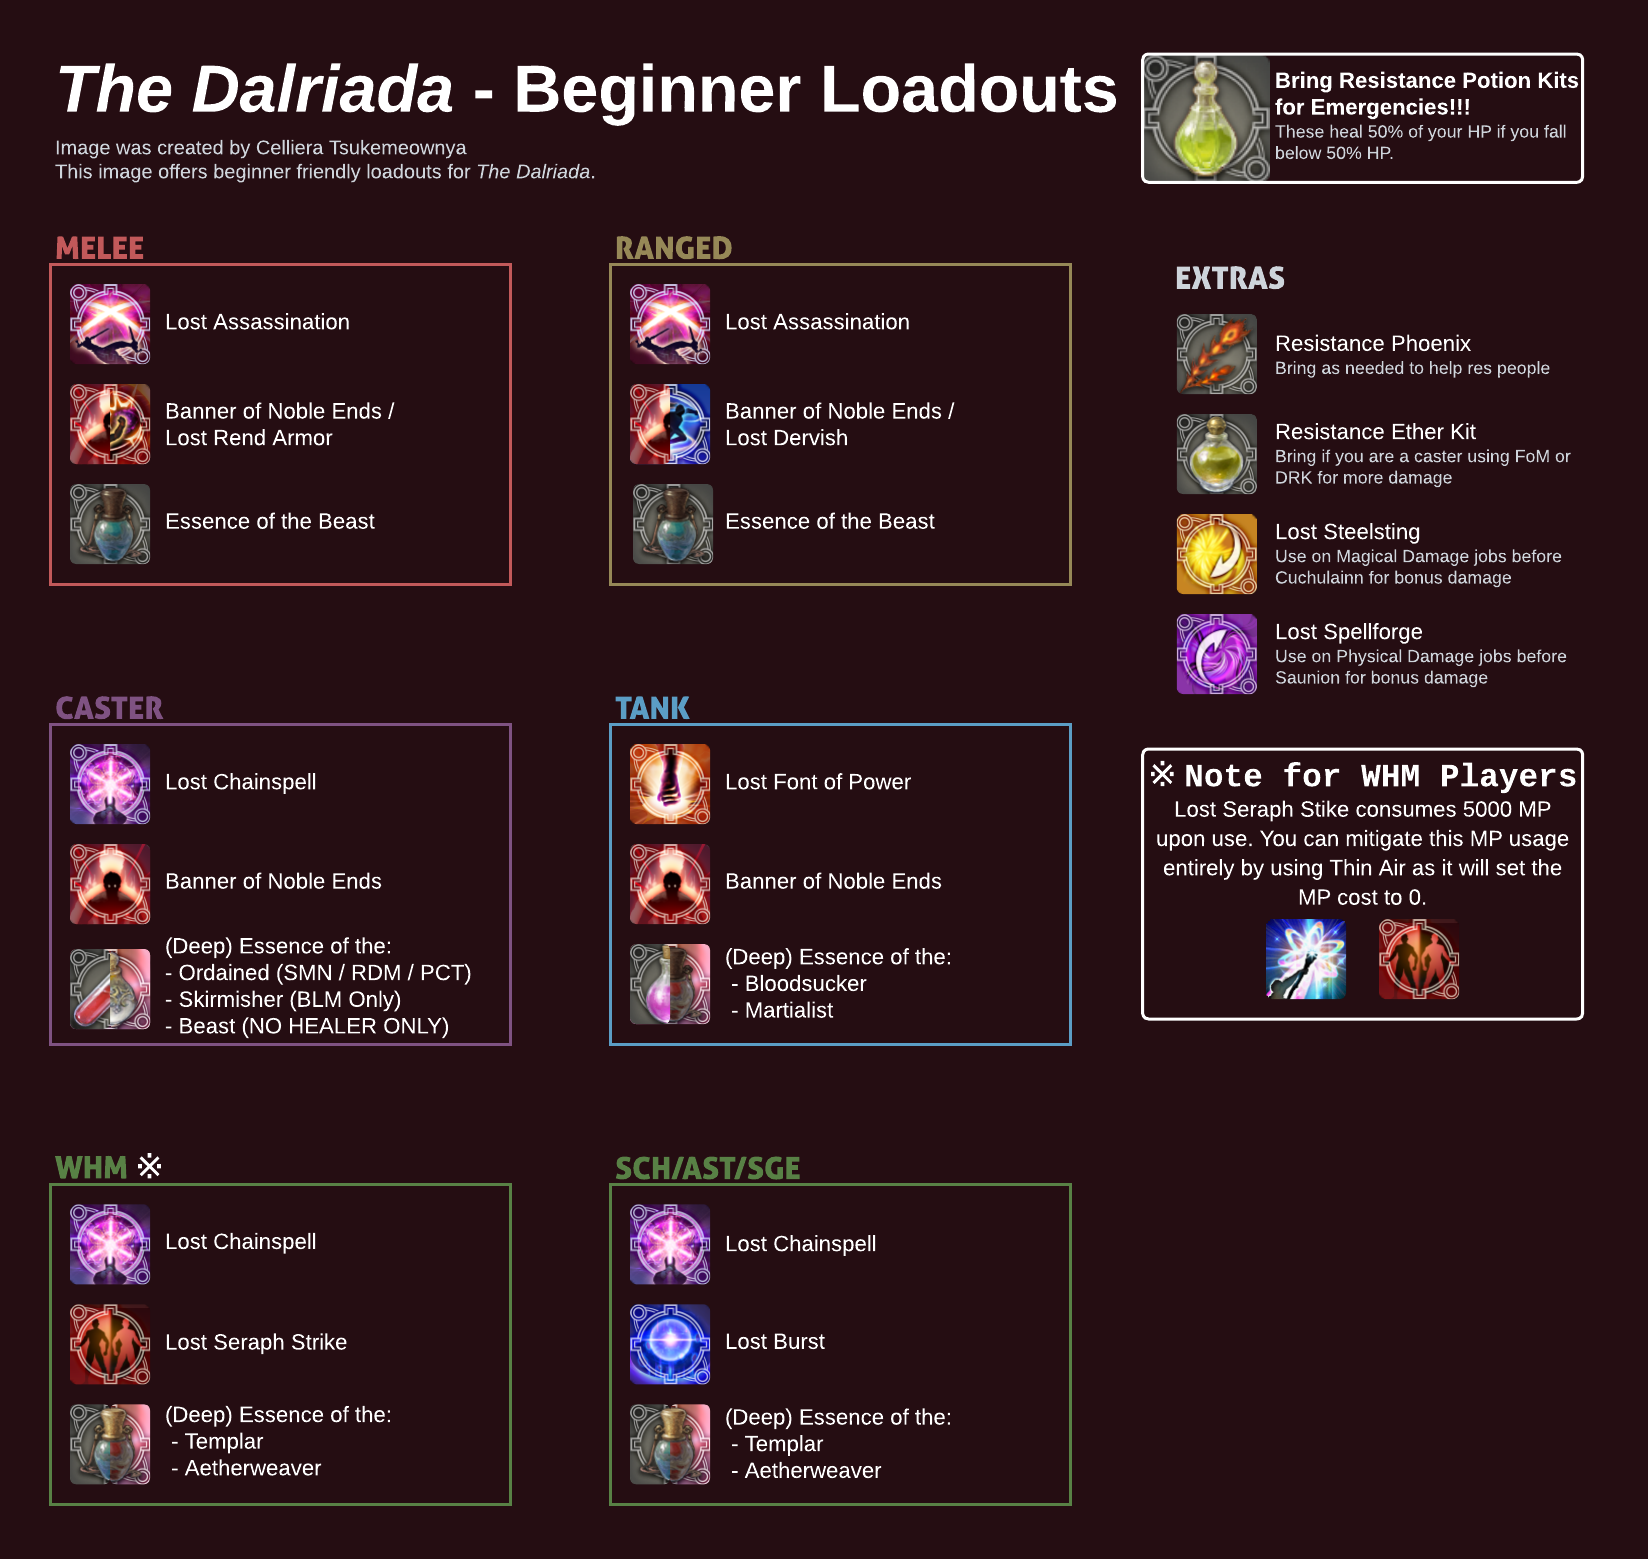 The Dalriada - Beginner Loadouts
Image was created by Celliera Tsukemeownya
This image offers beginner friendly loadouts for The Dalriada.
Bring Resistance Potion Kits
for Emergencies!!!
These heal 50% of your HP if you fall
below 50% HP.
MELEE
Lost Assassination
Banner of Noble Ends /
Lost Rend Armor
Essence of the Beast
RANGED
Lost Assassination
Banner of Noble Ends /
Lost Dervish
Essence of the Beast
EXTRAS
Resistance Phoenix
Bring as needed to help res people
Resistance Ether Kit
Bring if you are a caster using FoM or
DRK for more damage
Lost Steelsting
Use on Magical Damage jobs before
Cuchulainn for bonus damage
Lost Spellforge
Use on Physical Damage jobs before
Saunion for bonus damage
CASTER
Lost Chainspell
Banner of Noble Ends
(Deep) Essence of the:
- Ordained (SMN / RDM / PCT)
- Skirmisher (BLM Only)
- Beast (NO HEALER ONLY)
TANK
Lost Font of Power
Banner of Noble Ends
(Deep) Essence of the:
- Bloodsucker
- Martialist
※ Note for WHM Players
Lost Seraph Stike consumes 5000 MP
upon use. You can mitigate this MP usage
entirely by using Thin Air as it will set the
MP cost to 0.
WHM ※
Lost Chainspell
Lost Seraph Strike
(Deep) Essence of the:
- Templar
- Aetherweaver
SCH/AST/SGE
Lost Chainspell
Lost Burst
(Deep) Essence of the:
- Templar
- Aetherweaver